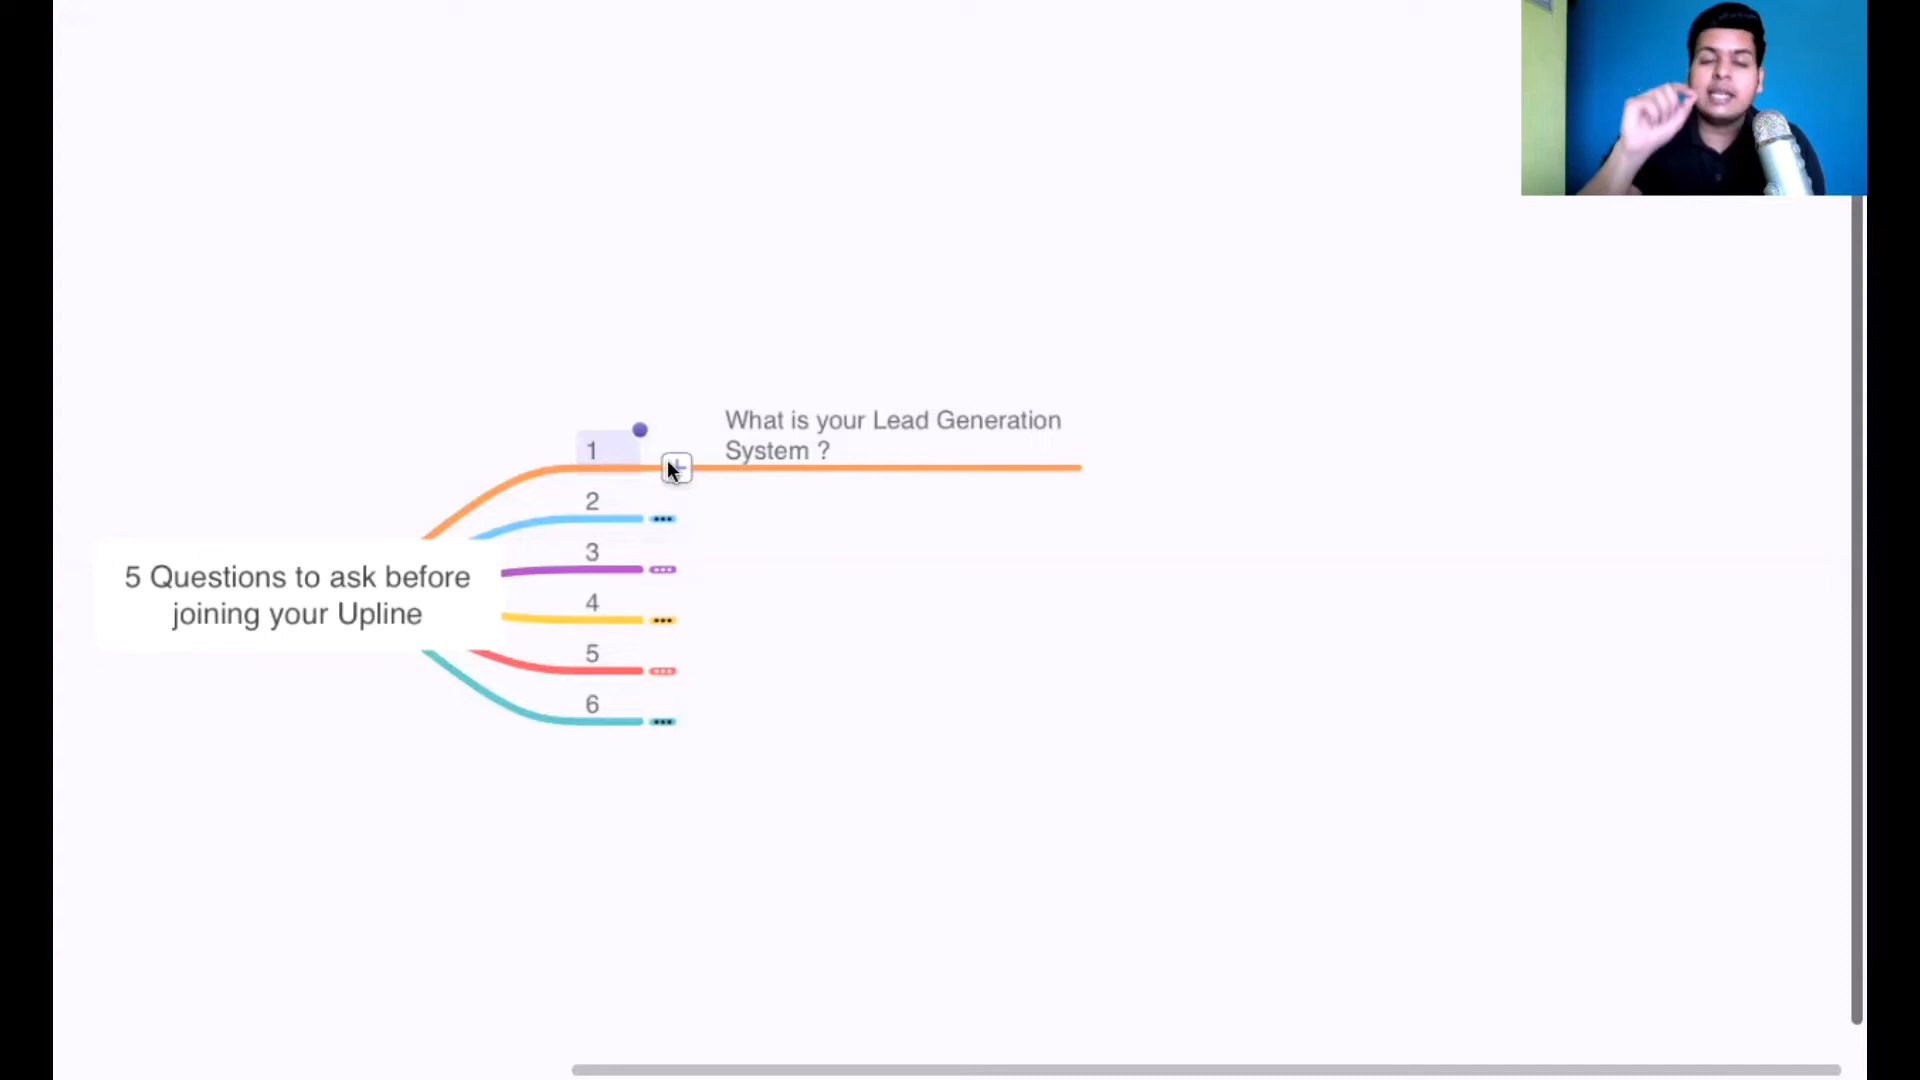 What is your Lead Generation
System ?
1
2
3
4
5
6
5 Questions to ask before
joining your Upline